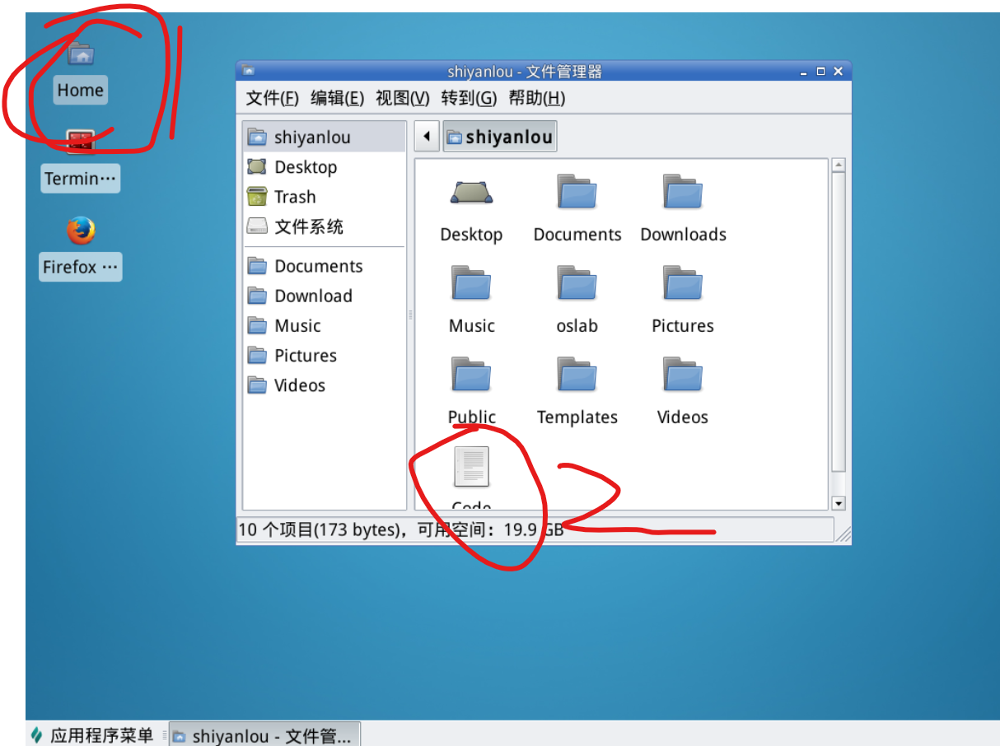 Home
Termin···
Firefox ···
shiyanlou - 文件管理器
文件(F) 编辑(E) 视图(V) 转到(G) 帮助(H)
shiyanlou
Desktop
Trash
文件系统
Documents
Download
Music
Pictures
Videos
shiyanlou
Desktop Documents Downloads
Music oslab Pictures
Public Templates Videos
Code
2
10 个项目(173 bytes)，可用空间：19.9 GB
应用程序菜单 shiyanlou - 文件管...